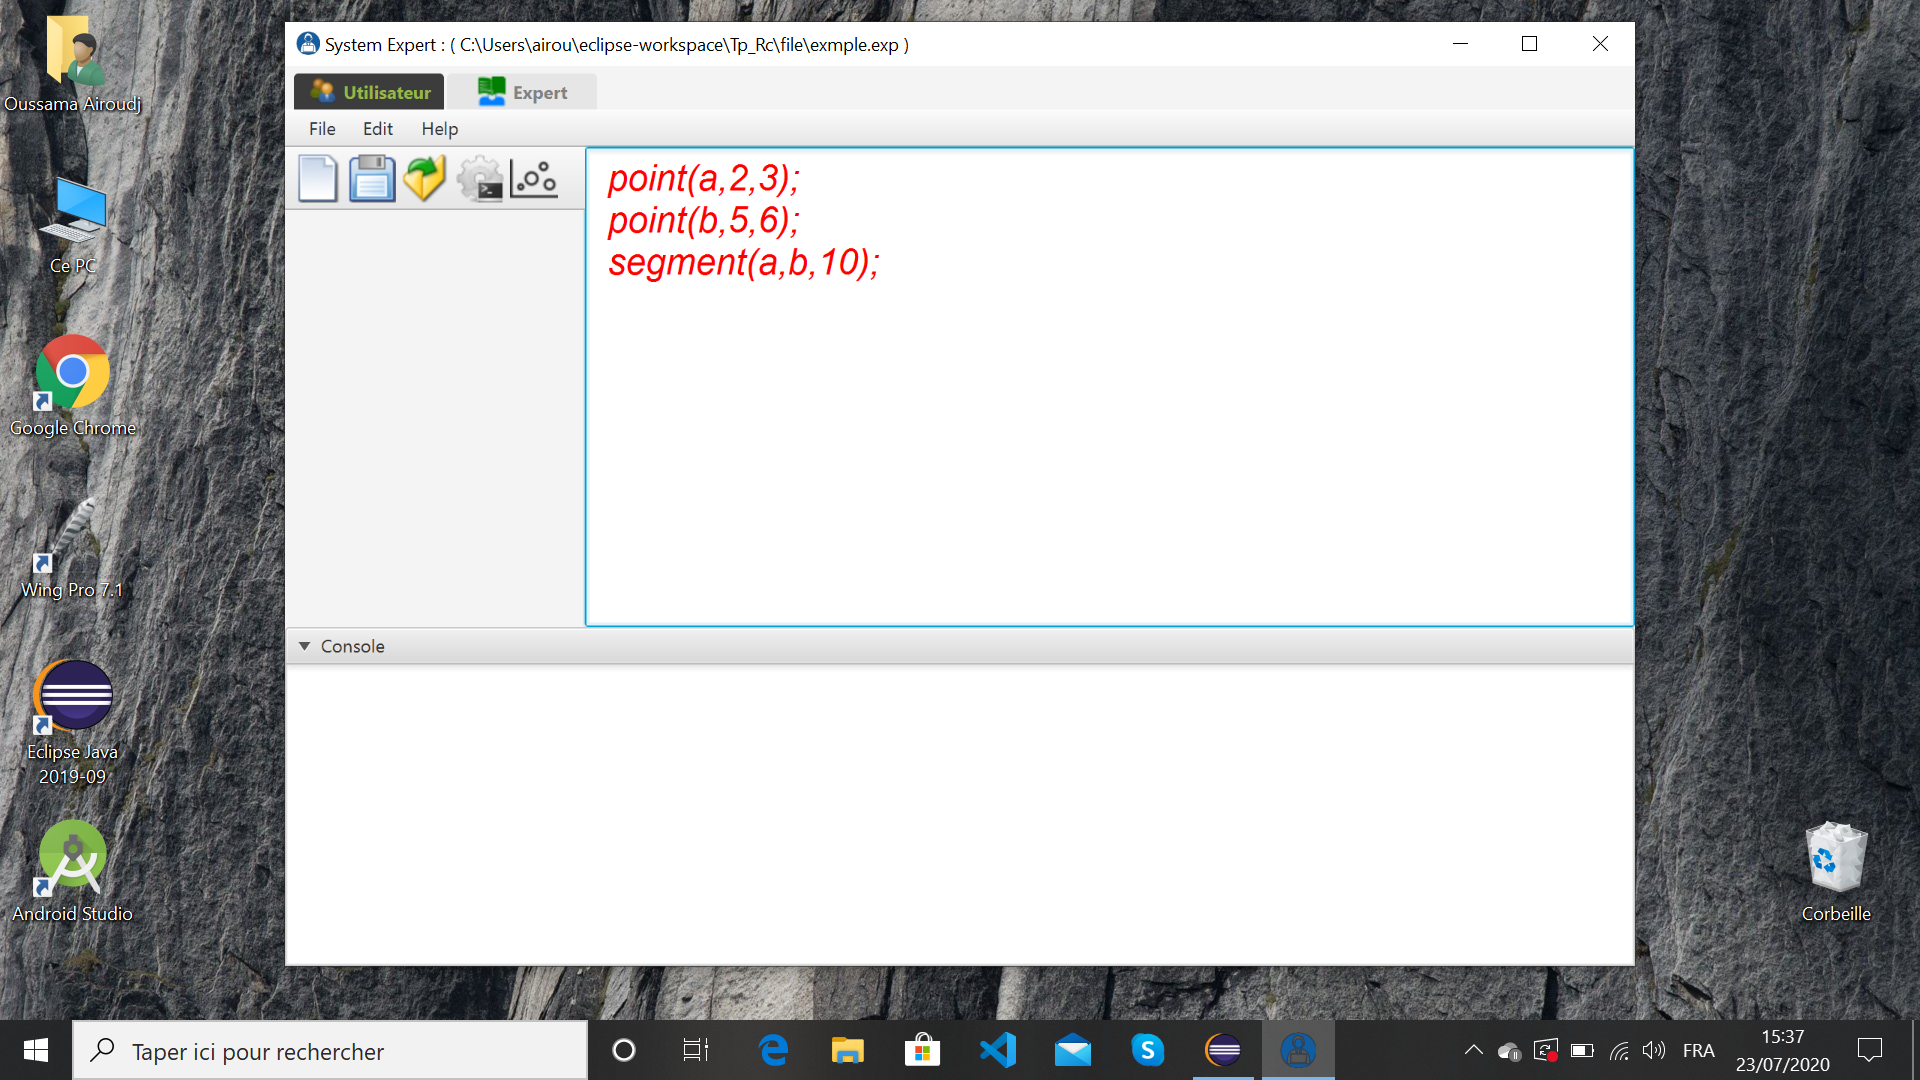 System Expert : ( C:\Users\airou\eclipse-workspace\Tp_Rc\file\exmple.exp )
Utilisateur
Expert
File Edit Help
point(a,2,3);
point(b,5,6);
segment(a,b,10);
Console
Oussama Airoudj
Ce PC
Google Chrome
Wing Pro 7.1
Eclipse Java
2019-09
Android Studio
Corbeille
Taper ici pour rechercher
FRA
15:37
23/07/2020